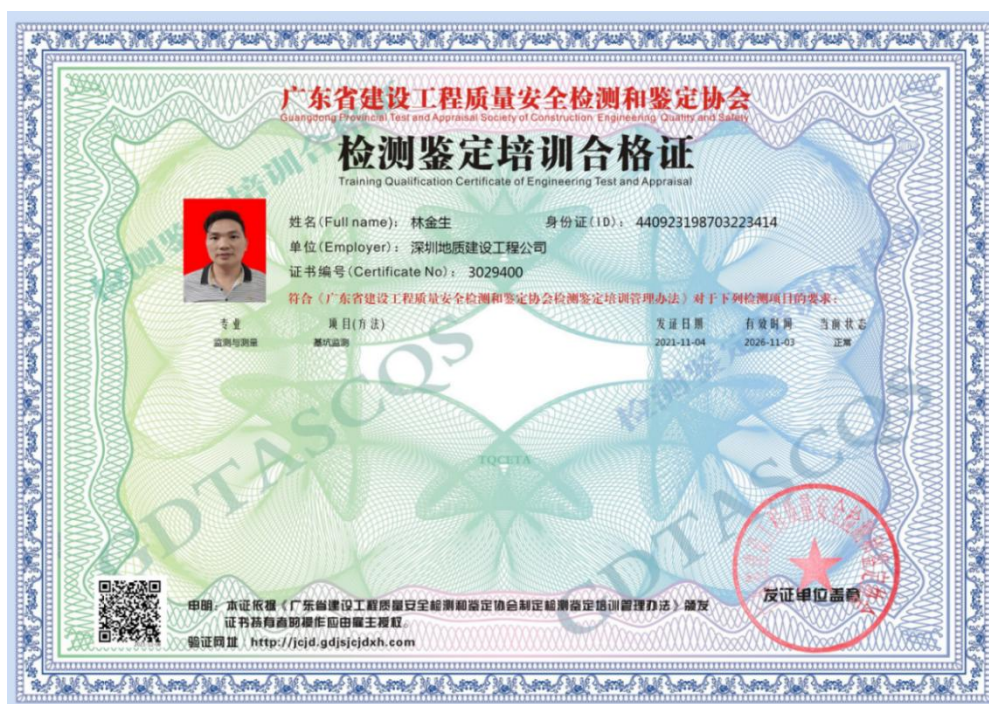 广东省建设工程质量安全检测和鉴定协会
Guangdong Provincial Test and Appraisal Society of Construction Engineering Quality and Safety
检测鉴定培训合格证
Training Qualification Certificate of Engineering Test and Appraisal
姓名(Full name)： 林金生 身份证(ID)： 440923198703223414
单位(Employer)： 深圳地质建设工程公司
证书编号(Certificate No)： 3029400
符合《广东省建设工程质量安全检测和鉴定协会检测鉴定培训管理办法》对于下列检测项目的要求：
专业 项目(方法) 发证日期 有效时间 当前状态
监测与测量 基坑监测 2021-11-04 2026-11-03 正常
GDTASCQS
GDTASCQS
TQCETA
发证单位盖章
申明：本证依据《广东省建设工程质量安全检测和鉴定协会制定检测鉴定培训管理办法》颁发
证书持有者的操作应由雇主授权。
验证网址：http://jcjd.gdjsjcjdxh.com